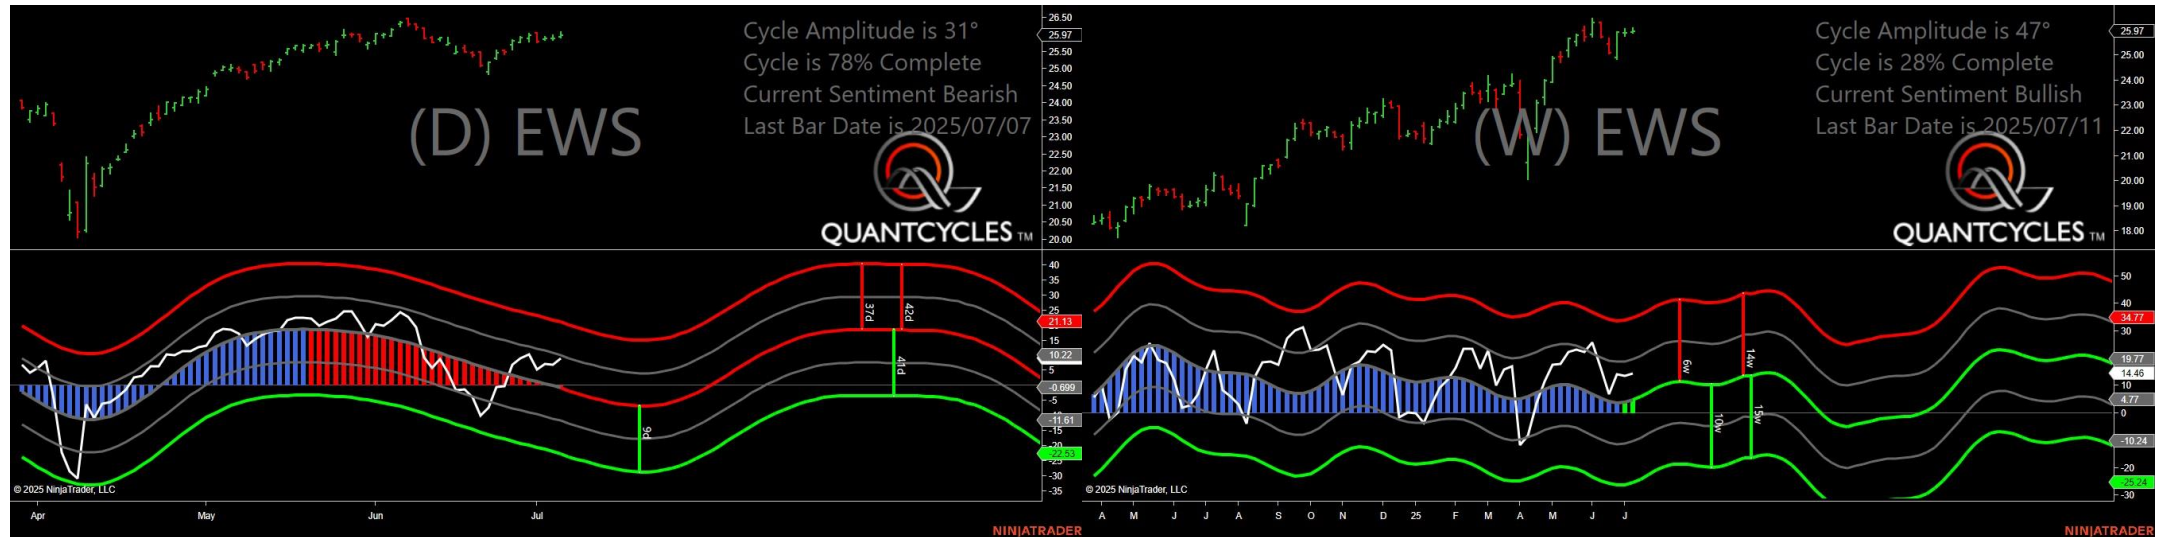 Cycle Amplitude is 31°
Cycle is 78% Complete
Current Sentiment Bearish
Last Bar Date is 2025/07/07
(D) EWS
QUANTCYCLES TM
26.50
25.97
25.50
25.00
24.50
24.00
23.50
23.00
22.50
22.00
21.50
21.00
20.50
20.00
40
35
30
25
21.13
15
10.22
5
-0.699
-5
-11.61
-15
-20
-22.53
-25
-30
-35
37d
42d
41d
9d
© 2025 NinjaTrader, LLC
Apr
May
Jun
Jul
NINJATRADER
Cycle Amplitude is 47°
Cycle is 28% Complete
Current Sentiment Bullish
Last Bar Date is 2025/07/11
(W) EWS
QUANTCYCLES TM
25.97
25.00
24.00
23.00
22.00
21.00
20.00
19.00
18.00
50
40
34.77
30
19.77
14.46
10
4.77
0
-10.24
-20
-25.24
-30
6w
14w
10w
15w
© 2025 NinjaTrader, LLC
A M J J A S O N D 25 F M A M J J
NINJATRADER